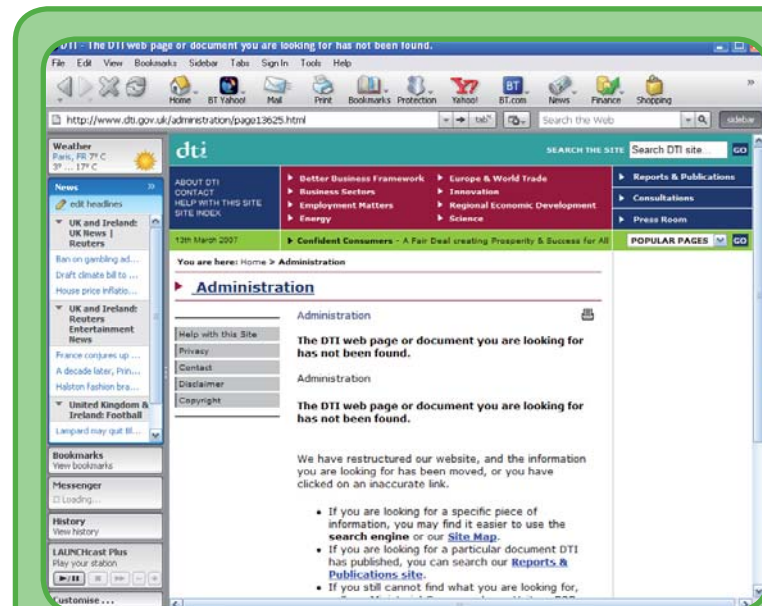 DTI - The DTI web page or document you are looking for has not been found.
File Edit View Bookmarks Sidebar Tabs Sign In Tools Help
Home BT Yahoo! Mail Print Bookmarks Protection Yahoo! BT.com News Finance Shopping
http://www.dti.gov.uk/administration/page13625.html
tab
Search the Web
sidebar
Weather
Paris, FR 7° C
3° ... 17° C
News
edit headlines
UK and Ireland:
UK News |
Reuters
Ban on gambling ad...
Draft climate bill to ...
House price inflatio...
UK and Ireland:
Reuters
Entertainment
News
France conjures up ...
A decade later, Prin...
Halston fashion bra...
United Kingdom &
Ireland: Football
Lampard may quit ...
Bookmarks
View bookmarks
Messenger
Loading...
History
View history
LAUNCHcast Plus
Play your station
Customise ...
dti
SEARCH THE SITE Search DTI site... GO
ABOUT DTI
CONTACT
HELP WITH THIS SITE
SITE INDEX
Better Business Framework
Business Sectors
Employment Matters
Energy
Europe & World Trade
Innovation
Regional Economic Development
Science
Reports & Publications
Consultations
Press Room
13th March 2007
Confident Consumers - A Fair Deal creating Prosperity & Success for All
POPULAR PAGES GO
You are here: Home > Administration
Administration
Help with this Site
Privacy
Contact
Disclaimer
Copyright
Administration
The DTI web page or document you are looking for
has not been found.
Administration
The DTI web page or document you are looking for
has not been found.
We have restructured our website, and the information
you are looking for has been moved, or you have
clicked on an inaccurate link.
If you are looking for a specific piece of
information, you may find it easier to use the
search engine or our Site Map.
If you are looking for a particular document DTI
has published, you can search our Reports &
Publications site.
If you still cannot find what you are looking for,